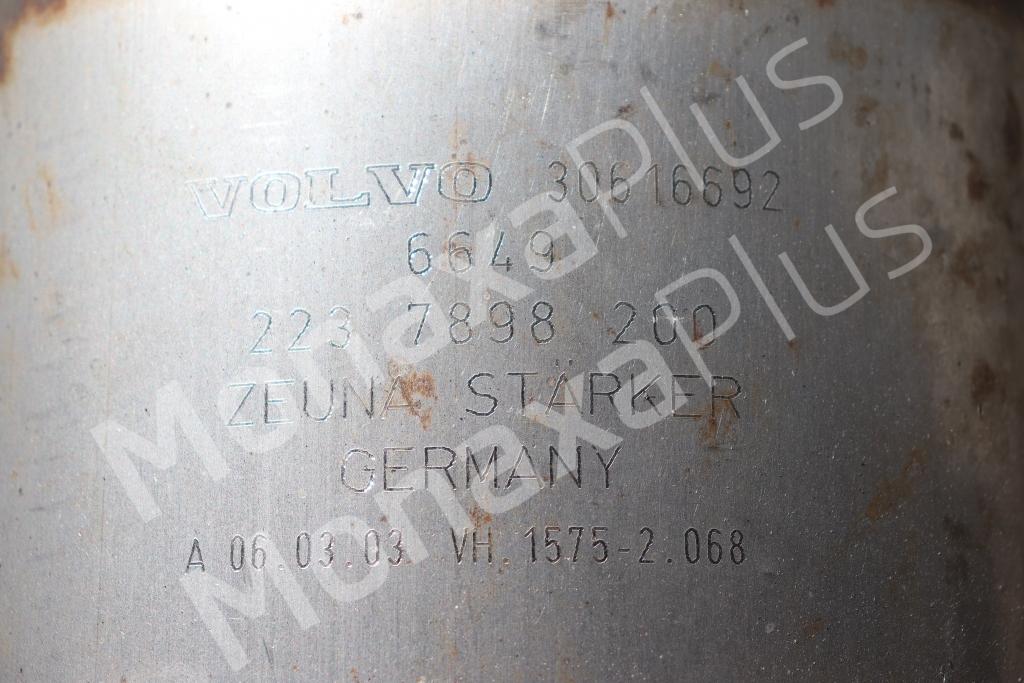 VOLVO 30616692
6649
223 7898 200
ZEUNA STÄRKER
GERMANY
A 06.03.03 VH.1575-2.068
MonaxaPlus
MonaxaPlus